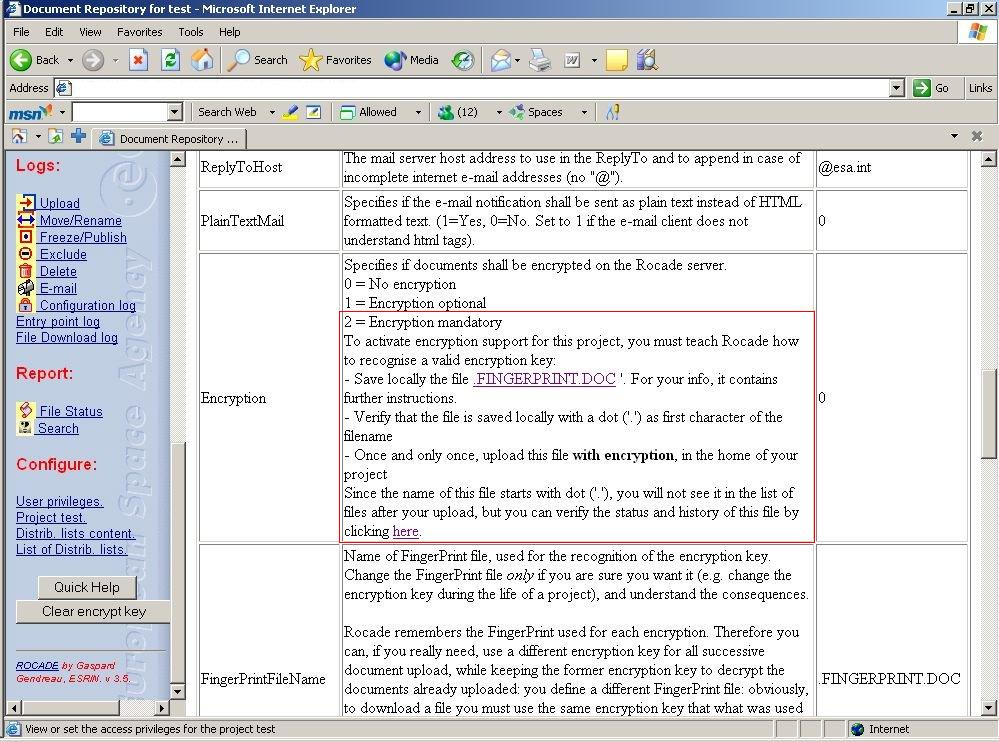 Document Repository for test - Microsoft Internet Explorer
File Edit View Favorites Tools Help
Back Search Favorites Media
Address Go Links
msn Search Web Allowed (12) Spaces
Document Repository ...
Logs:
Upload
Move/Rename
Freeze/Publish
Exclude
Delete
E-mail
Configuration log
Entry point log
File Download log
Report:
File Status
Search
Configure:
User privileges.
Project test.
Distrib. lists content.
List of Distrib. lists.
Quick Help
Clear encrypt key
ROCADE by Gaspard
Gendreau, ESRIN. v 3.5.
European Space Agency
ReplyToHost
The mail server host address to use in the ReplyTo and to append in case of
incomplete internet e-mail addresses (no "@").
@esa.int
PlainTextMail
Specifies if the e-mail notification shall be sent as plain text instead of HTML
formatted text. (1=Yes, 0=No. Set to 1 if the e-mail client does not
understand html tags).
0
Encryption
Specifies if documents shall be encrypted on the Rocade server.
0 = No encryption
1 = Encryption optional
2 = Encryption mandatory
To activate encryption support for this project, you must teach Rocade how
to recognise a valid encryption key:
- Save locally the file .FINGERPRINT.DOC '. For your info, it contains
further instructions.
- Verify that the file is saved locally with a dot ('.') as first character of the
filename
- Once and only once, upload this file with encryption, in the home of your
project
Since the name of this file starts with dot ('.'), you will not see it in the list of
files after your upload, but you can verify the status and history of this file by
clicking here.
0
FingerPrintFileName
Name of FingerPrint file, used for the recognition of the encryption key.
Change the FingerPrint file only if you are sure you want it (e.g. change the
encryption key during the life of a project), and understand the consequences.
Rocade remembers the FingerPrint used for each encryption. Therefore you
can, if you really need, use a different encryption key for all successive
document upload, while keeping the former encryption key to decrypt the
documents already uploaded: you define a different FingerPrint file: obviously,
to download a file you must use the same encryption key that what was used
.FINGERPRINT.DOC
View or set the access privileges for the project test
Internet